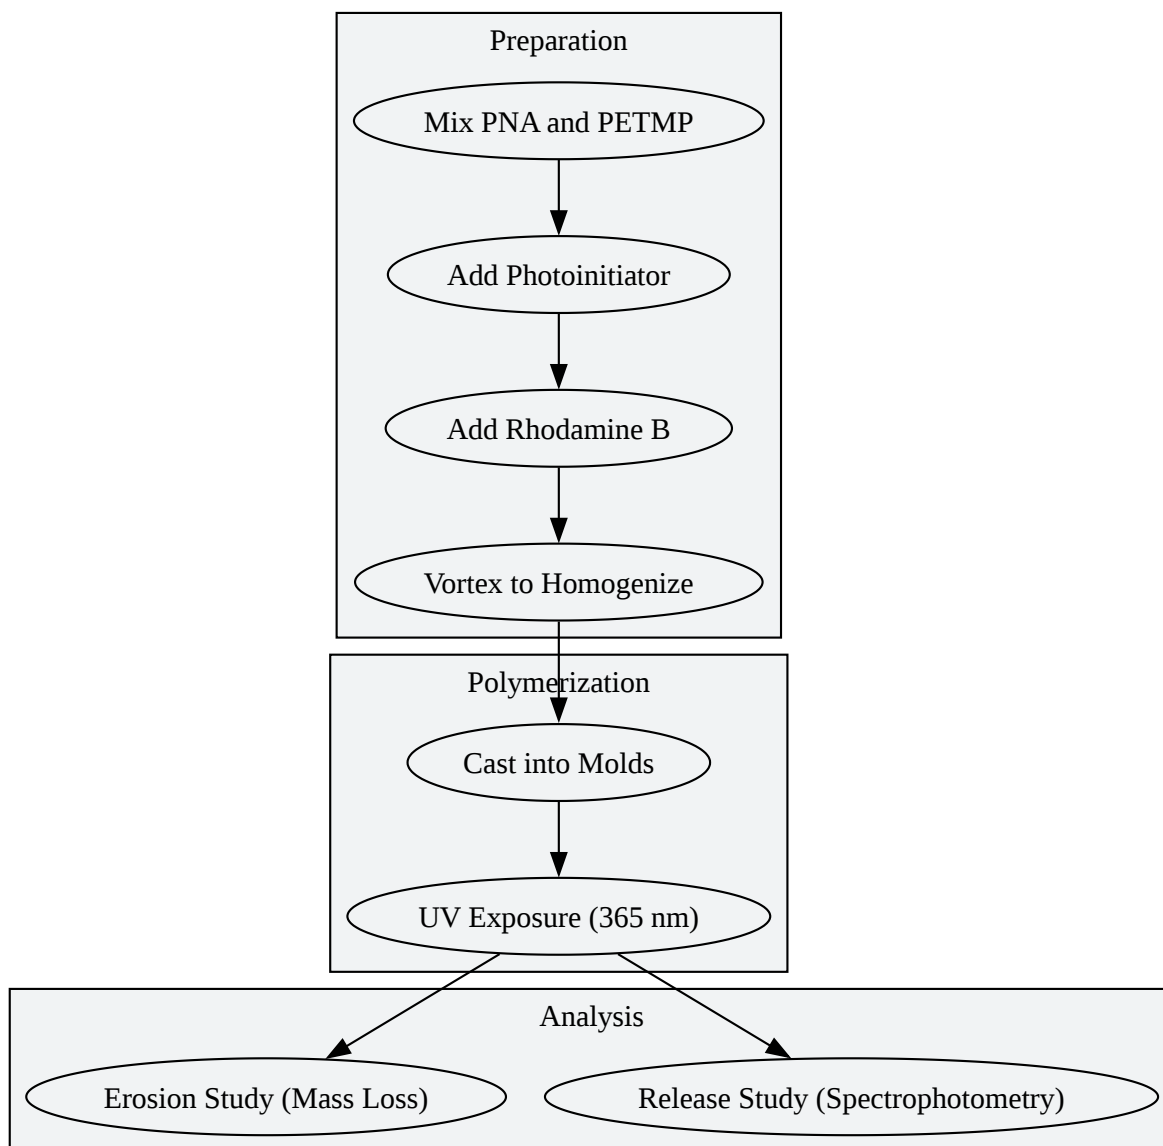 Preparation
Mix PNA and PETMP
Add Photoinitiator
Add Rhodamine B
Vortex to Homogenize
Polymerization
Cast into Molds
UV Exposure (365 nm)
Analysis
Erosion Study (Mass Loss)
Release Study (Spectrophotometry)